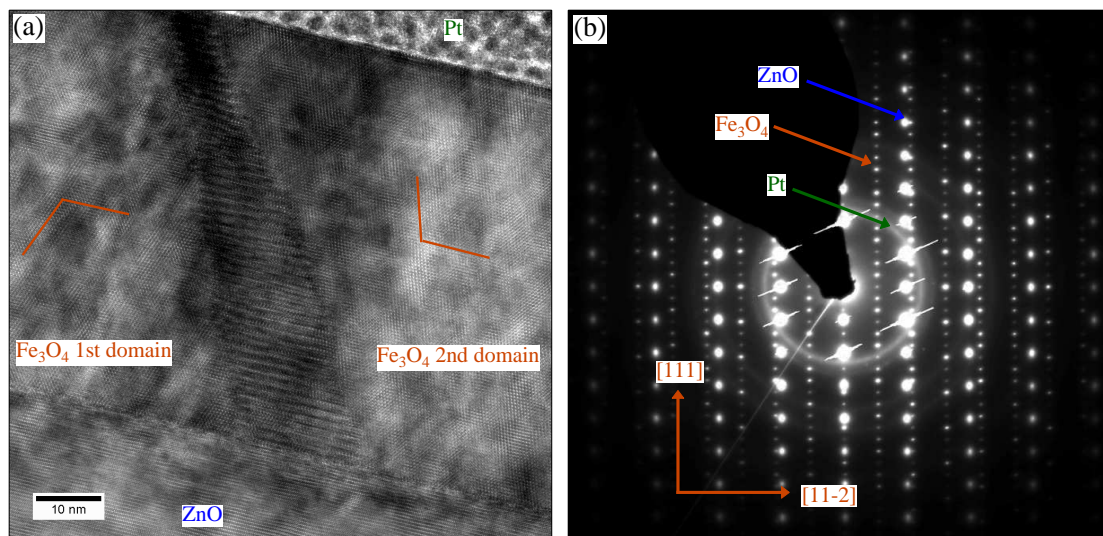 (a)
Pt
Fe₃O₄ 1st domain
Fe₃O₄ 2nd domain
10 nm
ZnO
(b)
ZnO
Fe₃O₄
Pt
[111]
[11-2]